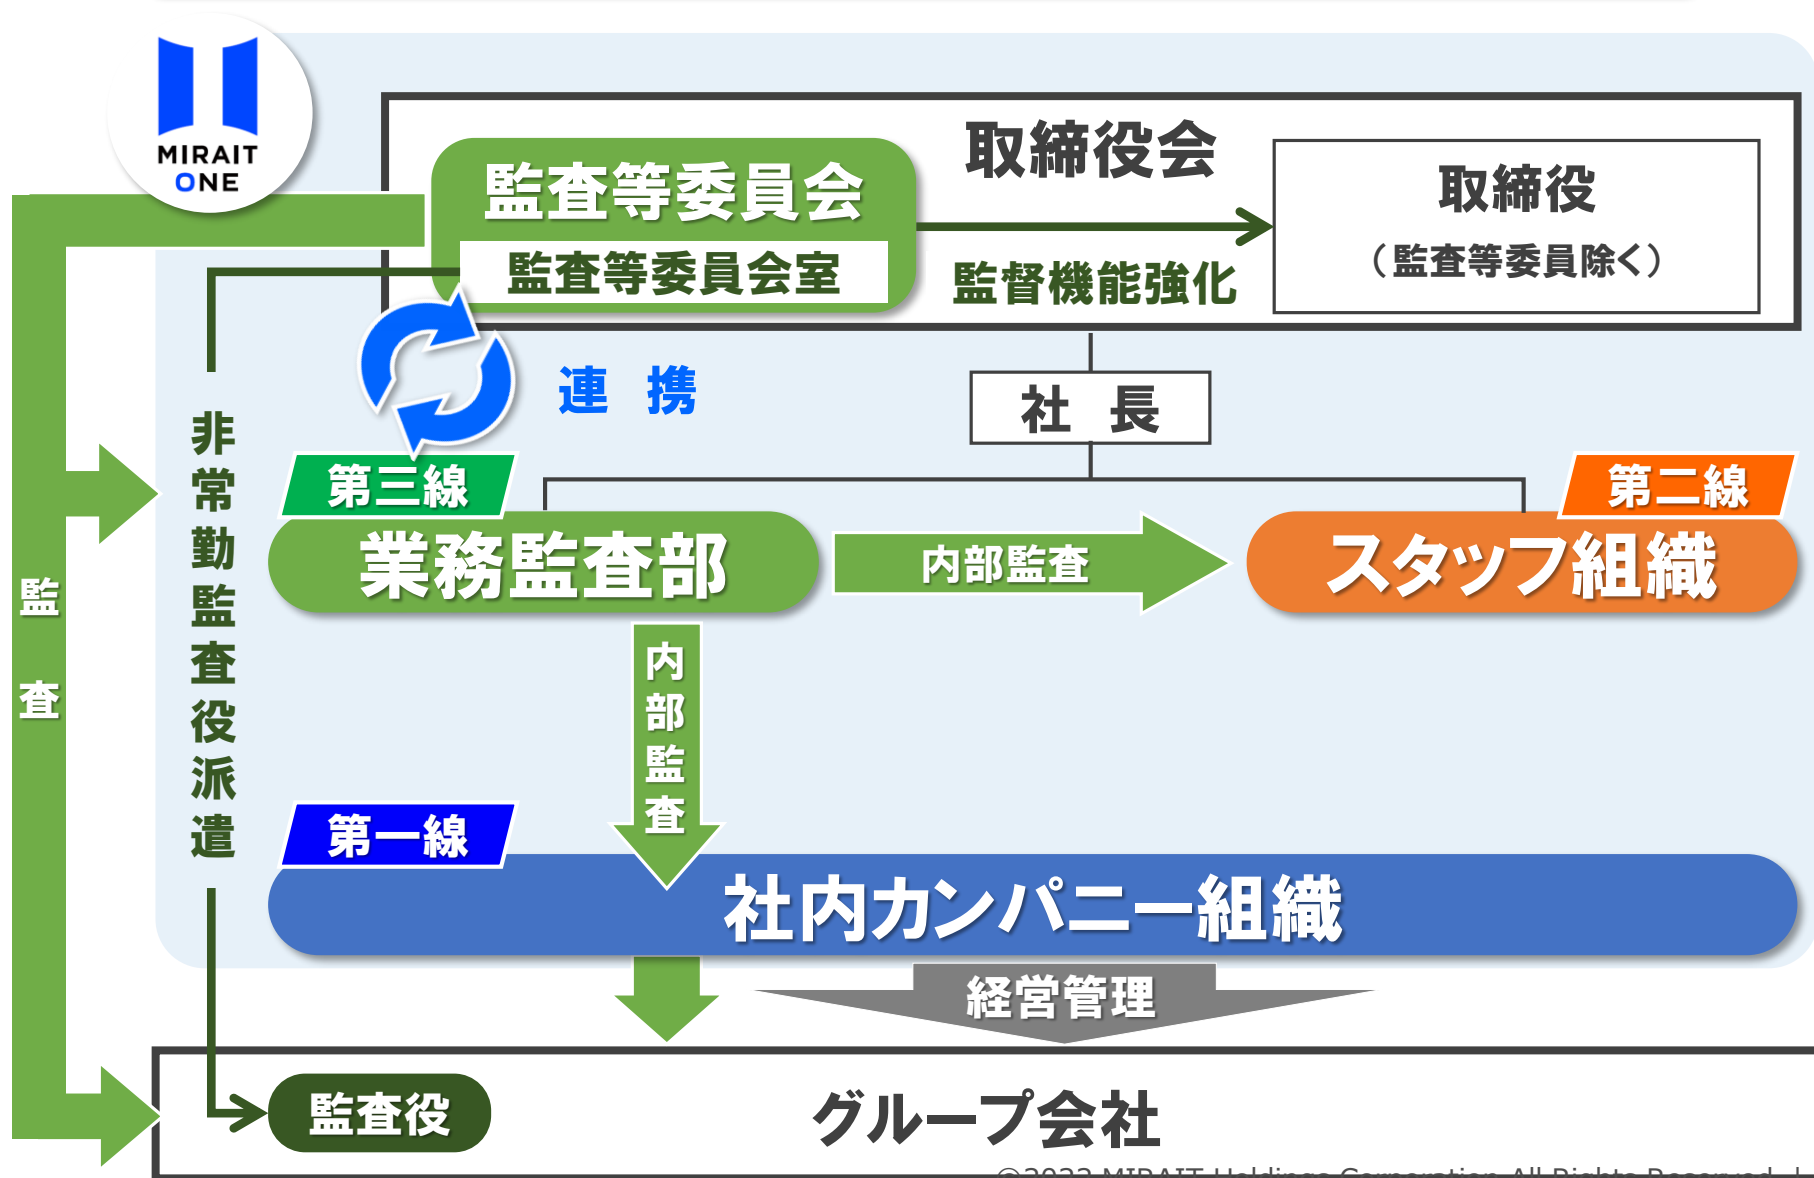 MIRAIT
ONE
取締役会
監査等委員会
監査等委員会室
監督機能強化
取締役
（監査等委員除く）
連 携
社 長
非常勤監査役派遣
監 査
第三線
業務監査部
内部監査
第二線
スタッフ組織
内部監査
第一線
社内カンパニー組織
経営管理
監査役
グループ会社